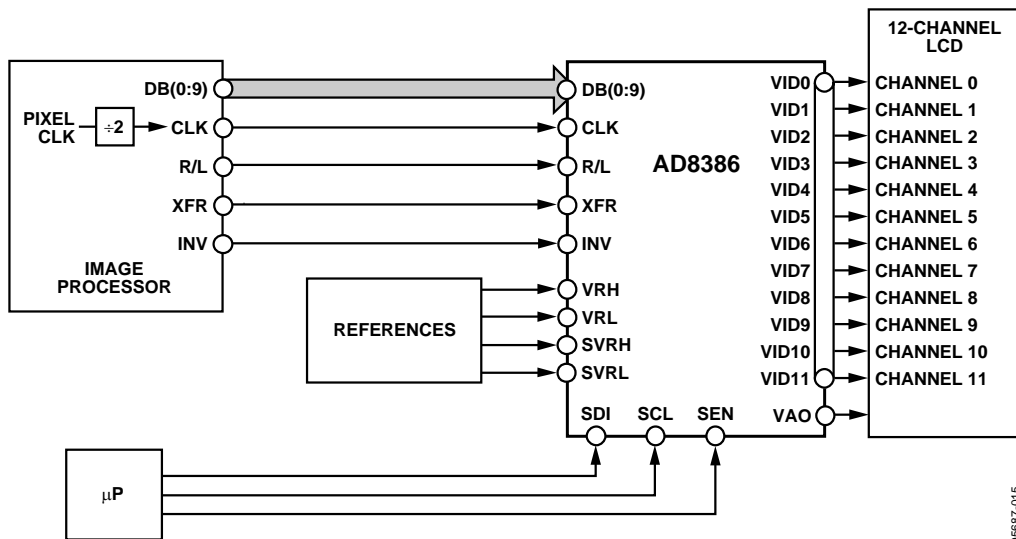 12-CHANNEL
LCD
DB(0:9)
PIXEL
CLK
÷2
CLK
R/L
XFR
INV
IMAGE
PROCESSOR
DB(0:9)
CLK
R/L
XFR
INV
AD8386
REFERENCES
VRH
VRL
SVRH
SVRL
VID0
VID1
VID2
VID3
VID4
VID5
VID6
VID7
VID8
VID9
VID10
VID11
VAO
CHANNEL 0
CHANNEL 1
CHANNEL 2
CHANNEL 3
CHANNEL 4
CHANNEL 5
CHANNEL 6
CHANNEL 7
CHANNEL 8
CHANNEL 9
CHANNEL 10
CHANNEL 11
SDI
SCL
SEN
μP
05687-015